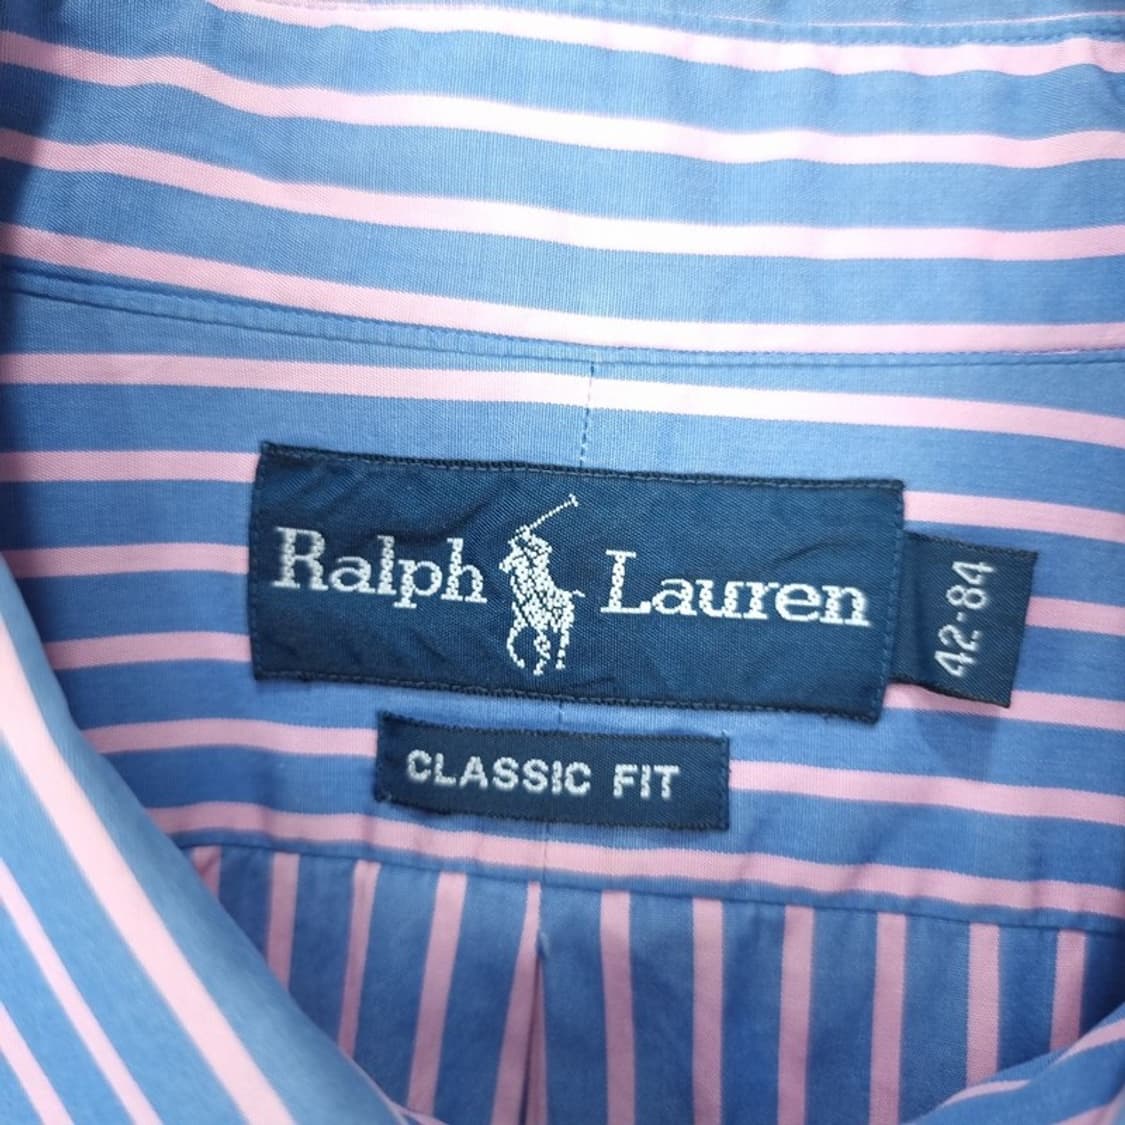 Ralph Lauren
42-84
CLASSIC FIT